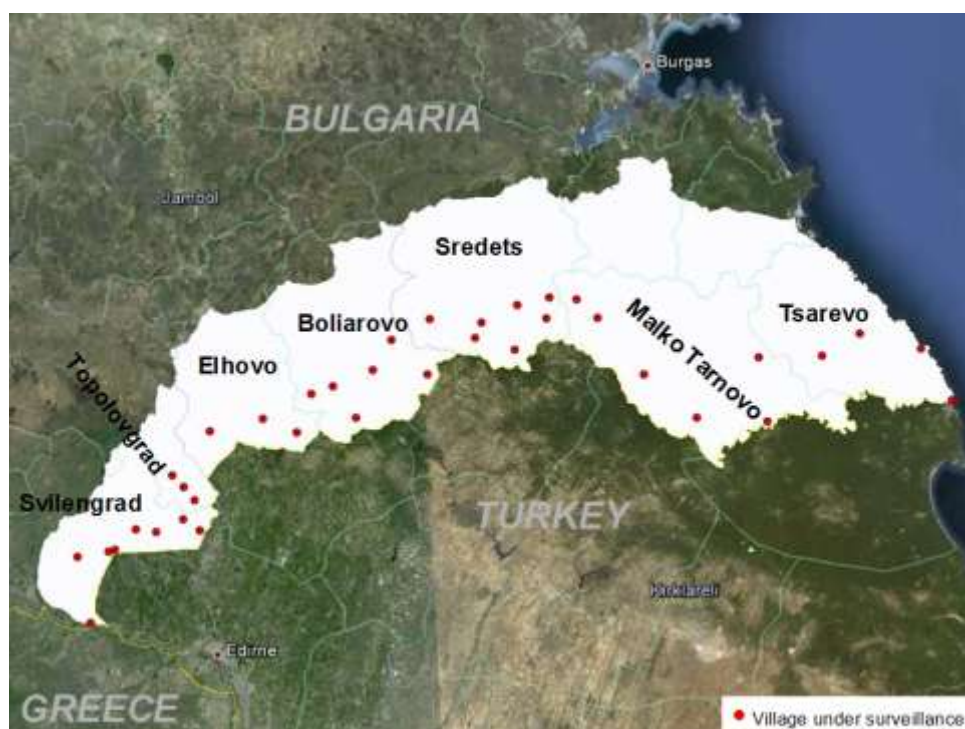 Burgas
BULGARIA
Jambol
Sredets
Tsarevo
Boliarovo
Malko Tarnovo
Elhovo
Topolovgrad
Svilengrad
TURKEY
Kirklareli
Edirne
GREECE
Village under surveillance